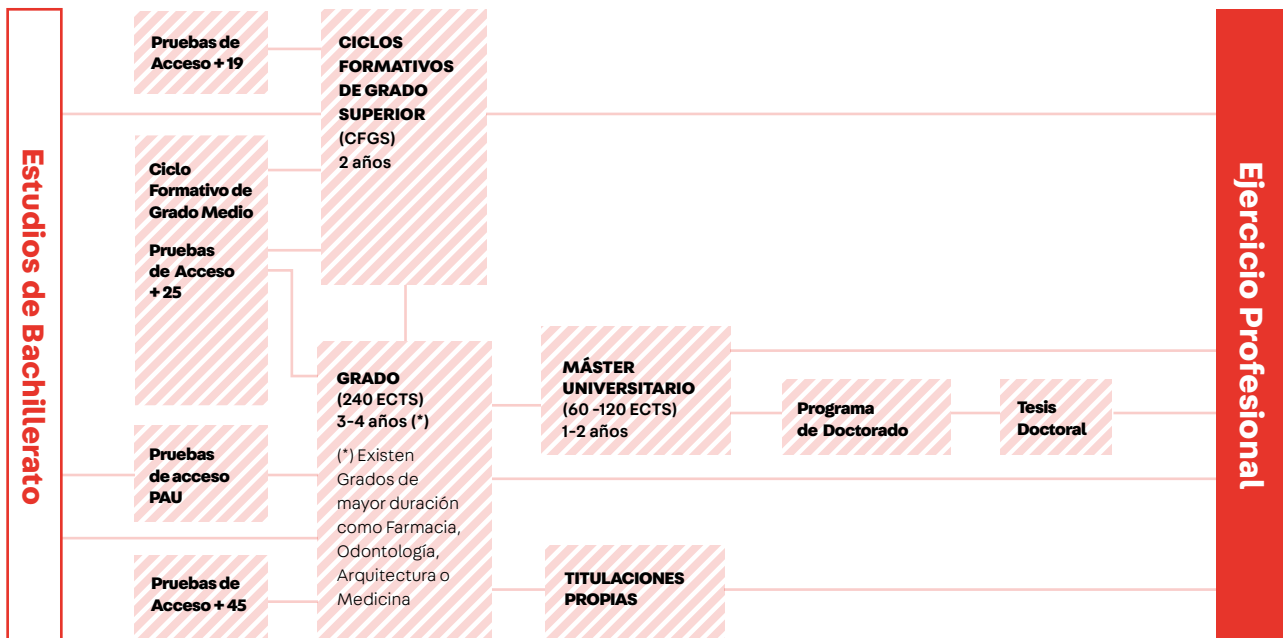 Estudios de Bachillerato
Pruebas de
Acceso + 19
CICLOS
FORMATIVOS
DE GRADO
SUPERIOR
(CFGS)
2 años
Ciclo
Formativo de
Grado Medio
Pruebas
de Acceso
+ 25
GRADO
(240 ECTS)
3-4 años (*)
(*) Existen
Grados de
mayor duración
como Farmacia,
Odontología,
Arquitectura o
Medicina
Pruebas
de acceso
PAU
Pruebas de
Acceso + 45
MÁSTER
UNIVERSITARIO
(60 -120 ECTS)
1-2 años
Programa
de Doctorado
Tesis
Doctoral
TITULACIONES
PROPIAS
Ejercicio Profesional